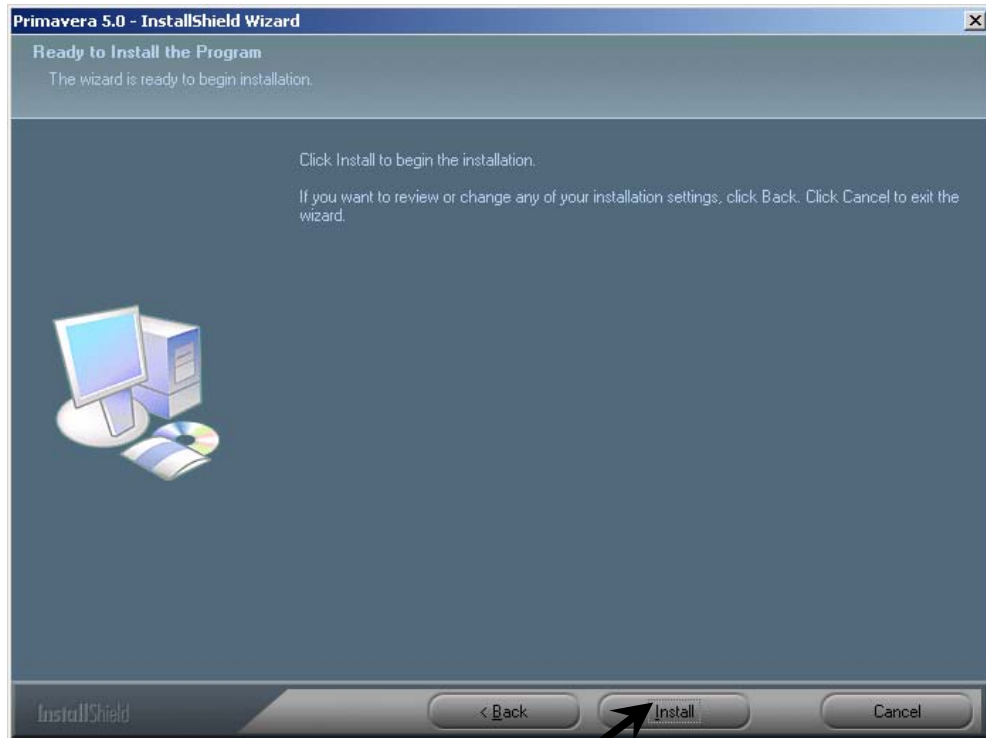 Primavera 5.0 - InstallShield Wizard
Ready to Install the Program
The wizard is ready to begin installation.
Click Install to begin the installation.
If you want to review or change any of your installation settings, click Back. Click Cancel to exit the
wizard.
InstallShield
< Back
Install
Cancel